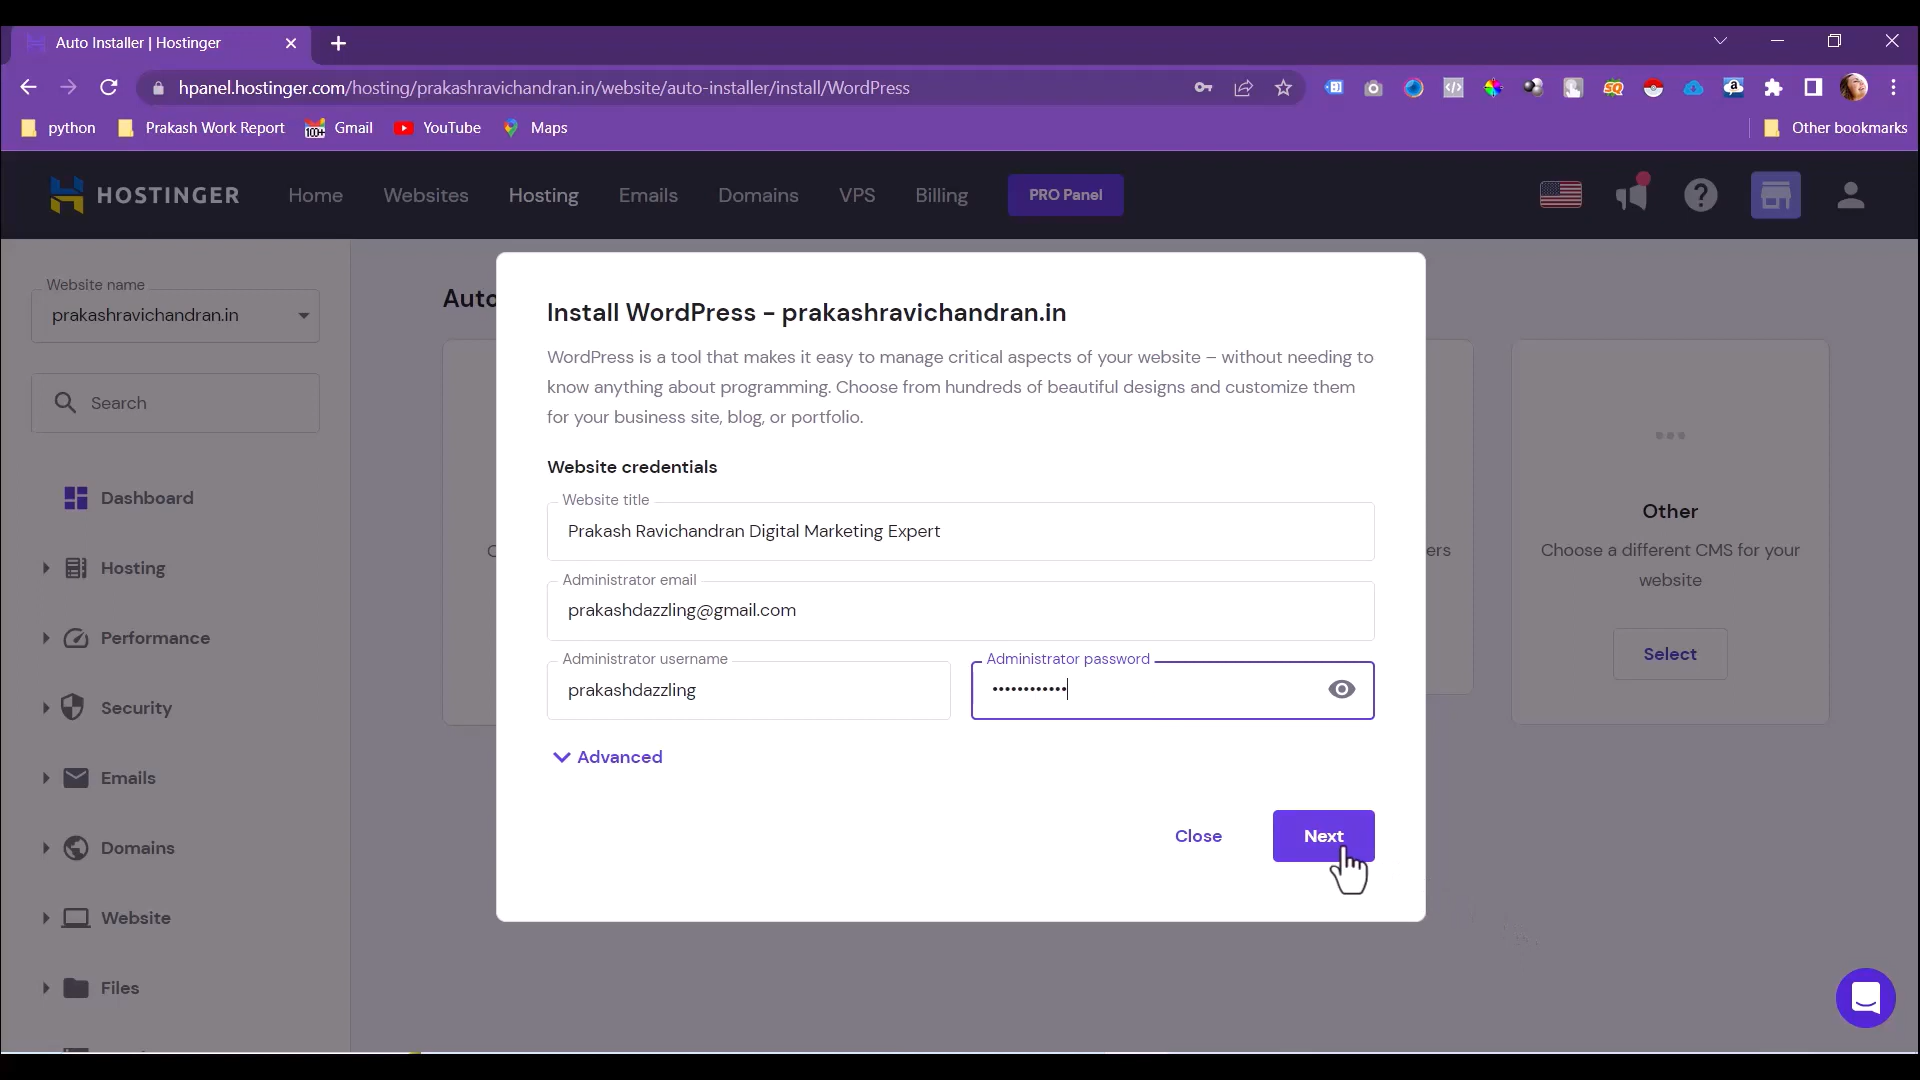 Auto Installer | Hostinger
hpanel.hostinger.com/hosting/prakashravichandran.in/website/auto-installer/install/WordPress
python
Prakash Work Report
100+
Gmail
YouTube
Maps
Other bookmarks
HOSTINGER
Home
Websites
Hosting
Emails
Domains
VPS
Billing
PRO Panel
Website name
prakashravichandran.in
Search
Dashboard
Hosting
Performance
Security
Emails
Domains
Website
Files
Auto
Install WordPress - prakashravichandran.in
WordPress is a tool that makes it easy to manage critical aspects of your website – without needing to
know anything about programming. Choose from hundreds of beautiful designs and customize them
for your business site, blog, or portfolio.
Website credentials
Website title
Prakash Ravichandran Digital Marketing Expert
Administrator email
prakashdazzling@gmail.com
Administrator username
prakashdazzling
Administrator password
••••••••••••
Advanced
Close
Next
ers
Other
Choose a different CMS for your
website
Select